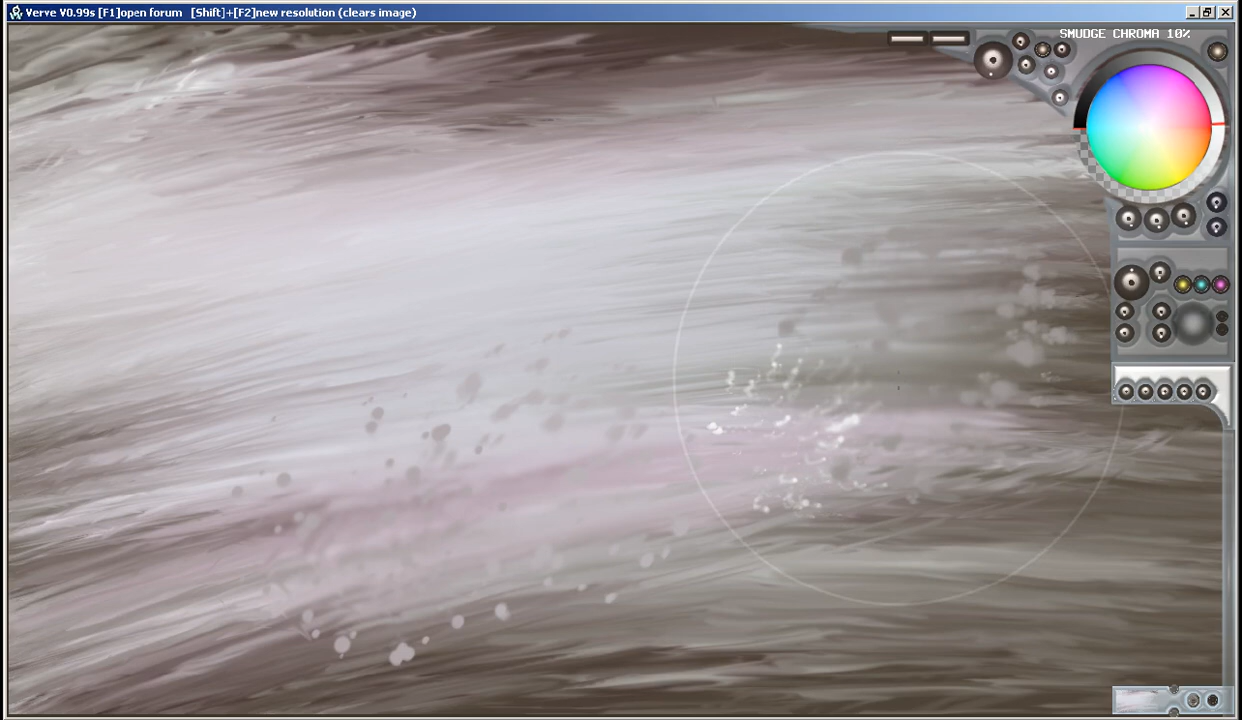 Verve V0.99s [F1]open forum [Shift]+[F2]new resolution (clears image)
SMUDGE CHROMA 10%